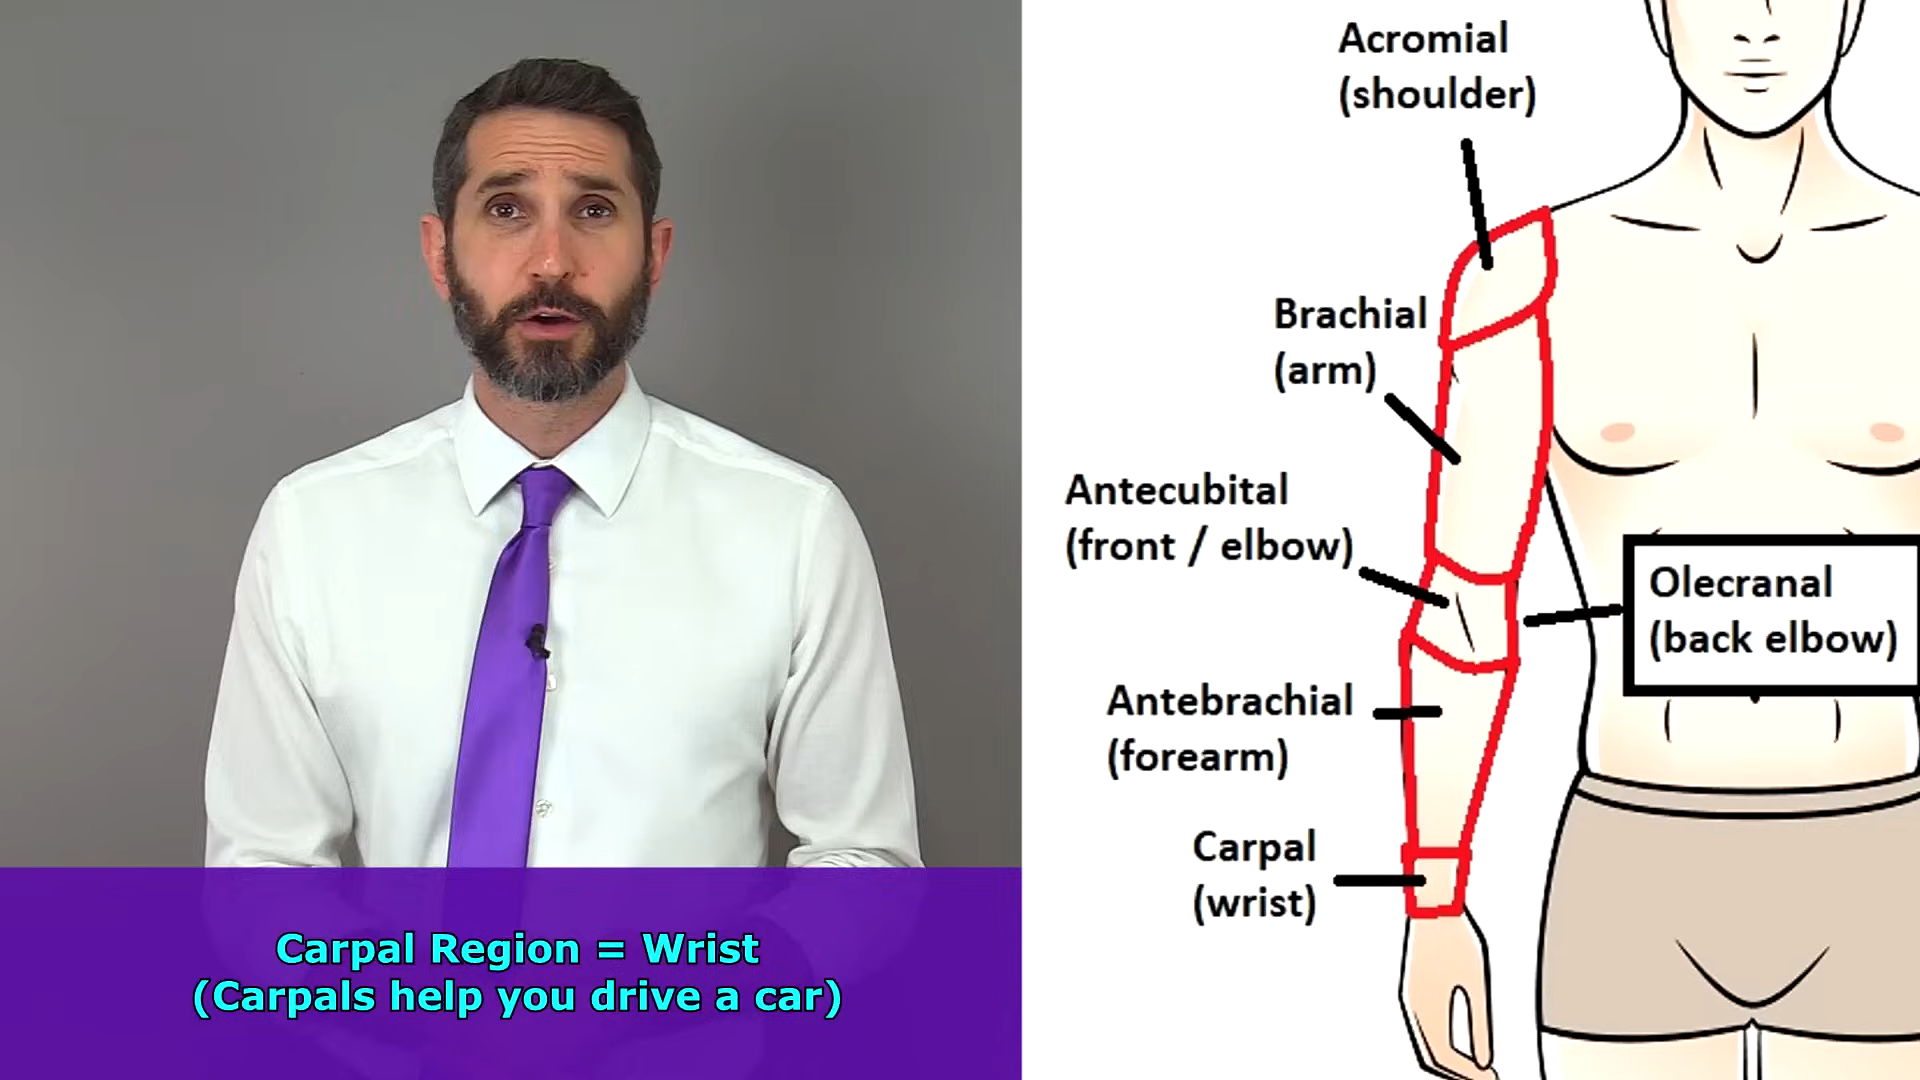 Acromial
(shoulder)
Brachial
(arm)
Antecubital
(front / elbow)
Olecranal
(back elbow)
Antebrachial
(forearm)
Carpal
(wrist)
Carpal Region = Wrist
(Carpals help you drive a car)